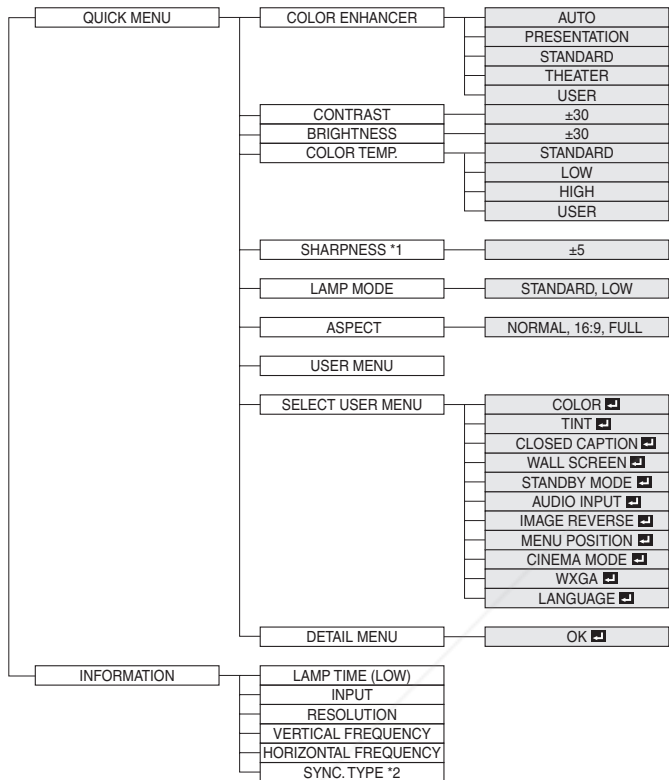 QUICK MENU COLOR ENHANCER AUTO
PRESENTATION
STANDARD
THEATER
USER
CONTRAST ±30
BRIGHTNESS ±30
COLOR TEMP. STANDARD
LOW
HIGH
USER
SHARPNESS *1 ±5
LAMP MODE STANDARD, LOW
ASPECT NORMAL, 16:9, FULL
USER MENU
SELECT USER MENU COLOR
TINT
CLOSED CAPTION
WALL SCREEN
STANDBY MODE
AUDIO INPUT
IMAGE REVERSE
MENU POSITION
CINEMA MODE
WXGA
LANGUAGE
DETAIL MENU OK
INFORMATION LAMP TIME (LOW)
INPUT
RESOLUTION
VERTICAL FREQUENCY
HORIZONTAL FREQUENCY
SYNC. TYPE *2